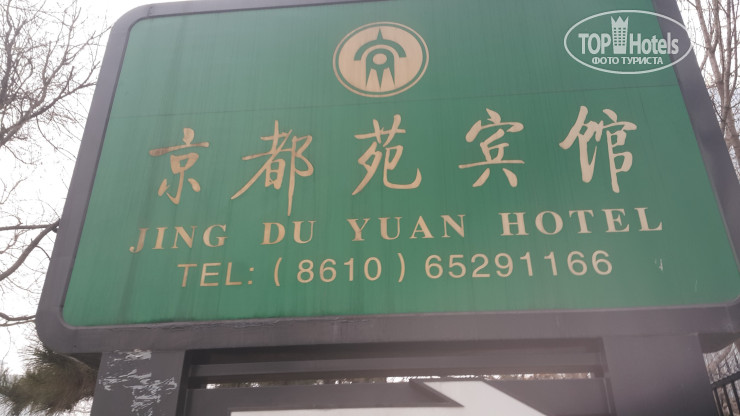 TOP Hotels
ФОТО ТУРИСТА
京都苑宾馆
JING DU YUAN HOTEL
TEL: (8610) 65291166